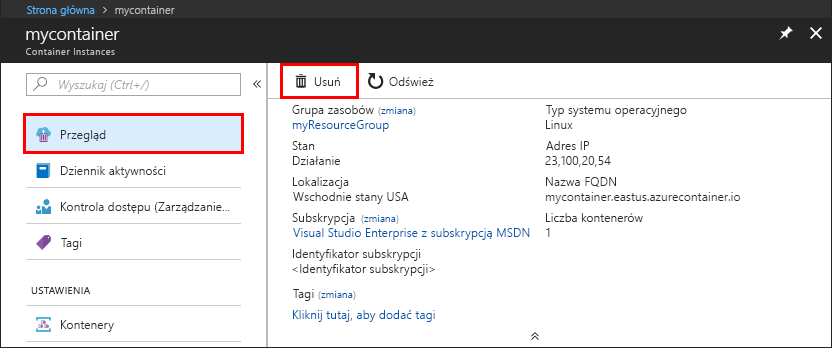 Strona główna > mycontainer
mycontainer
Container Instances
Wyszukaj (Ctrl+/)
«
Przegląd
Dziennik aktywności
Kontrola dostępu (Zarządzanie...
Tagi
USTAWIENIA
Kontenery
Usuń Odśwież
Grupa zasobów (zmiana)
myResourceGroup
Stan
Działanie
Lokalizacja
Wschodnie stany USA
Subskrypcja (zmiana)
Visual Studio Enterprise z subskrypcją MSDN
Identyfikator subskrypcji
<Identyfikator subskrypcji>
Tagi (zmiana)
Kliknij tutaj, aby dodać tagi
Typ systemu operacyjnego
Linux
Adres IP
23,100,20,54
Nazwa FQDN
mycontainer.eastus.azurecontainer.io
Liczba kontenerów
1